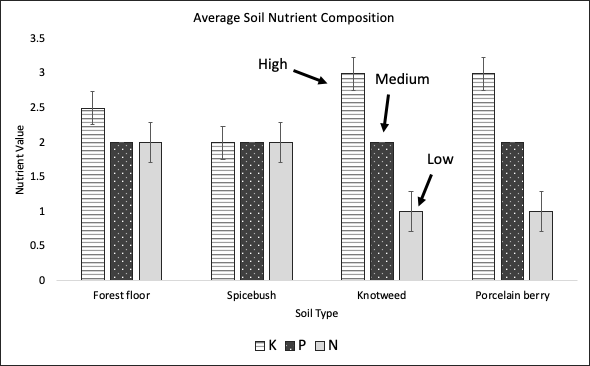 Average Soil Nutrient Composition
3.5
3
2.5
2
1.5
1
0.5
0
Nutrient Value
High
Medium
Low
Forest floor
Spicebush
Knotweed
Porcelain berry
Soil Type
K
P
N